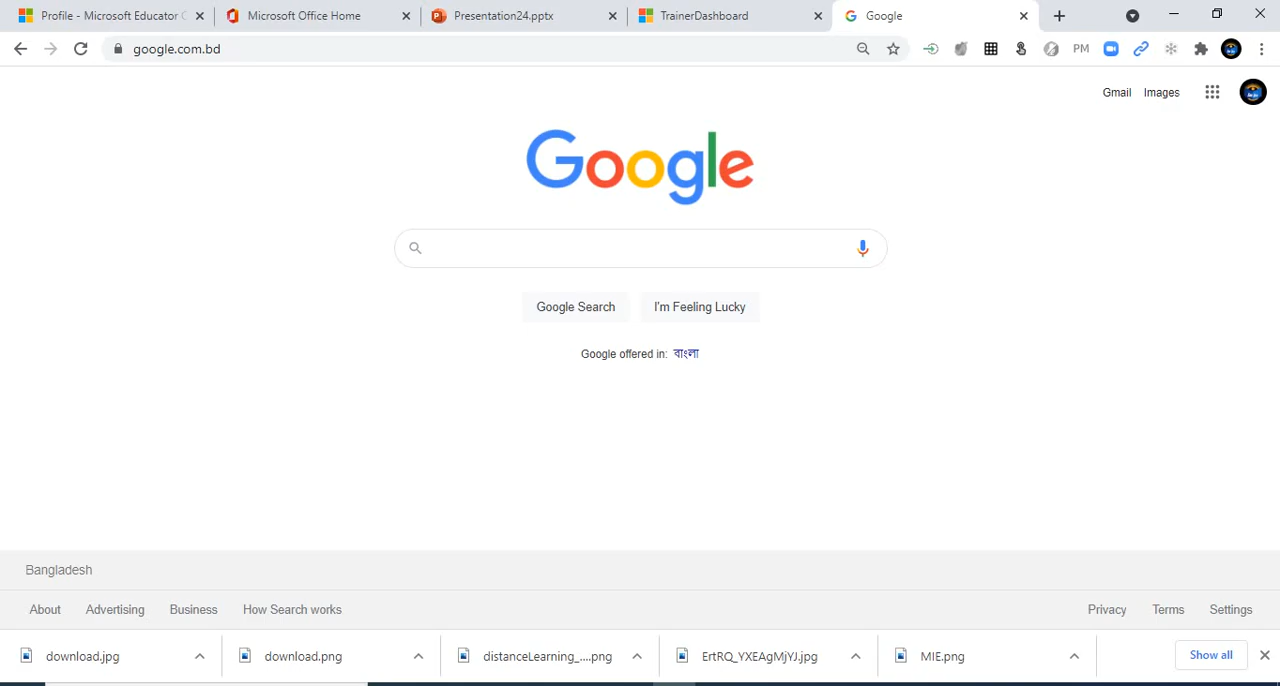 Profile - Microsoft Educator C
Microsoft Office Home
Presentation24.pptx
TrainerDashboard
Google
google.com.bd
PM
Gmail Images
Google
Google Search I'm Feeling Lucky
Google offered in: বাংলা
Bangladesh
About Advertising Business How Search works Privacy Terms Settings
download.jpg download.png distanceLearning_....png ErtRQ_YXEAgMjYJ.jpg MIE.png Show all